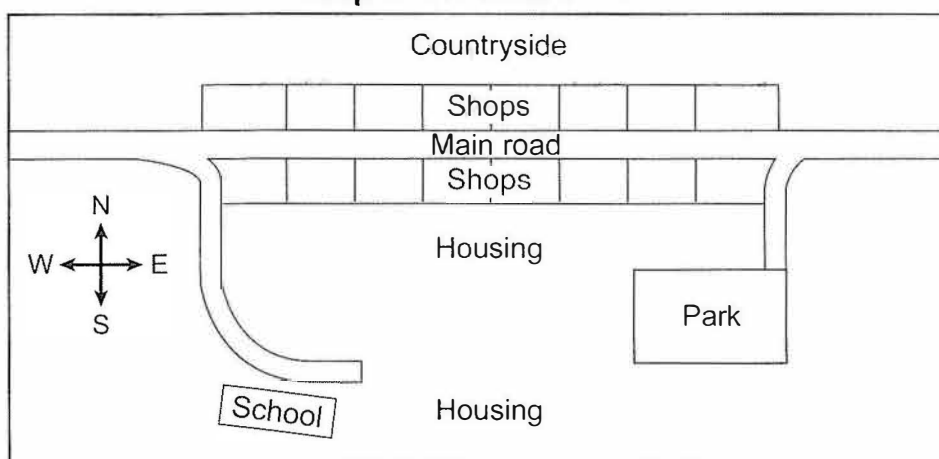 Countryside
Shops
Main road
Shops
N
W E
S
Housing
Park
School
Housing